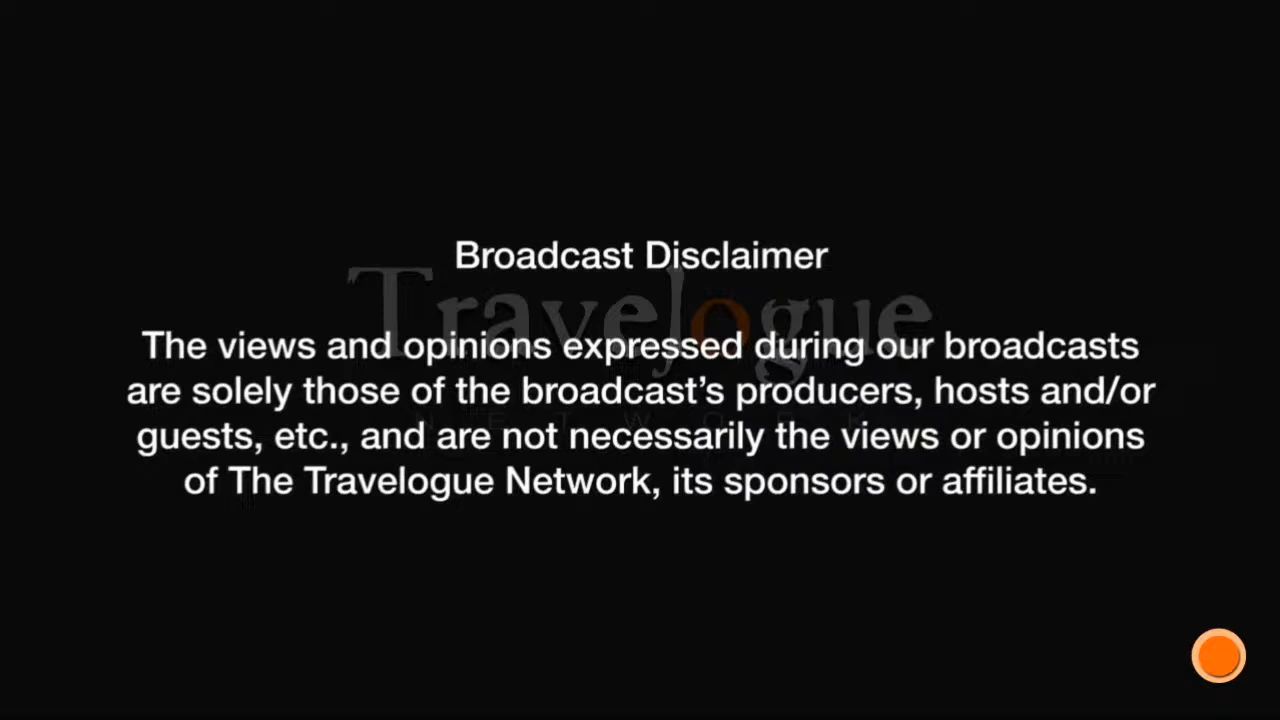 Broadcast Disclaimer
Travelogue
NETWORK
The views and opinions expressed during our broadcasts
are solely those of the broadcast's producers, hosts and/or
guests, etc., and are not necessarily the views or opinions
of The Travelogue Network, its sponsors or affiliates.